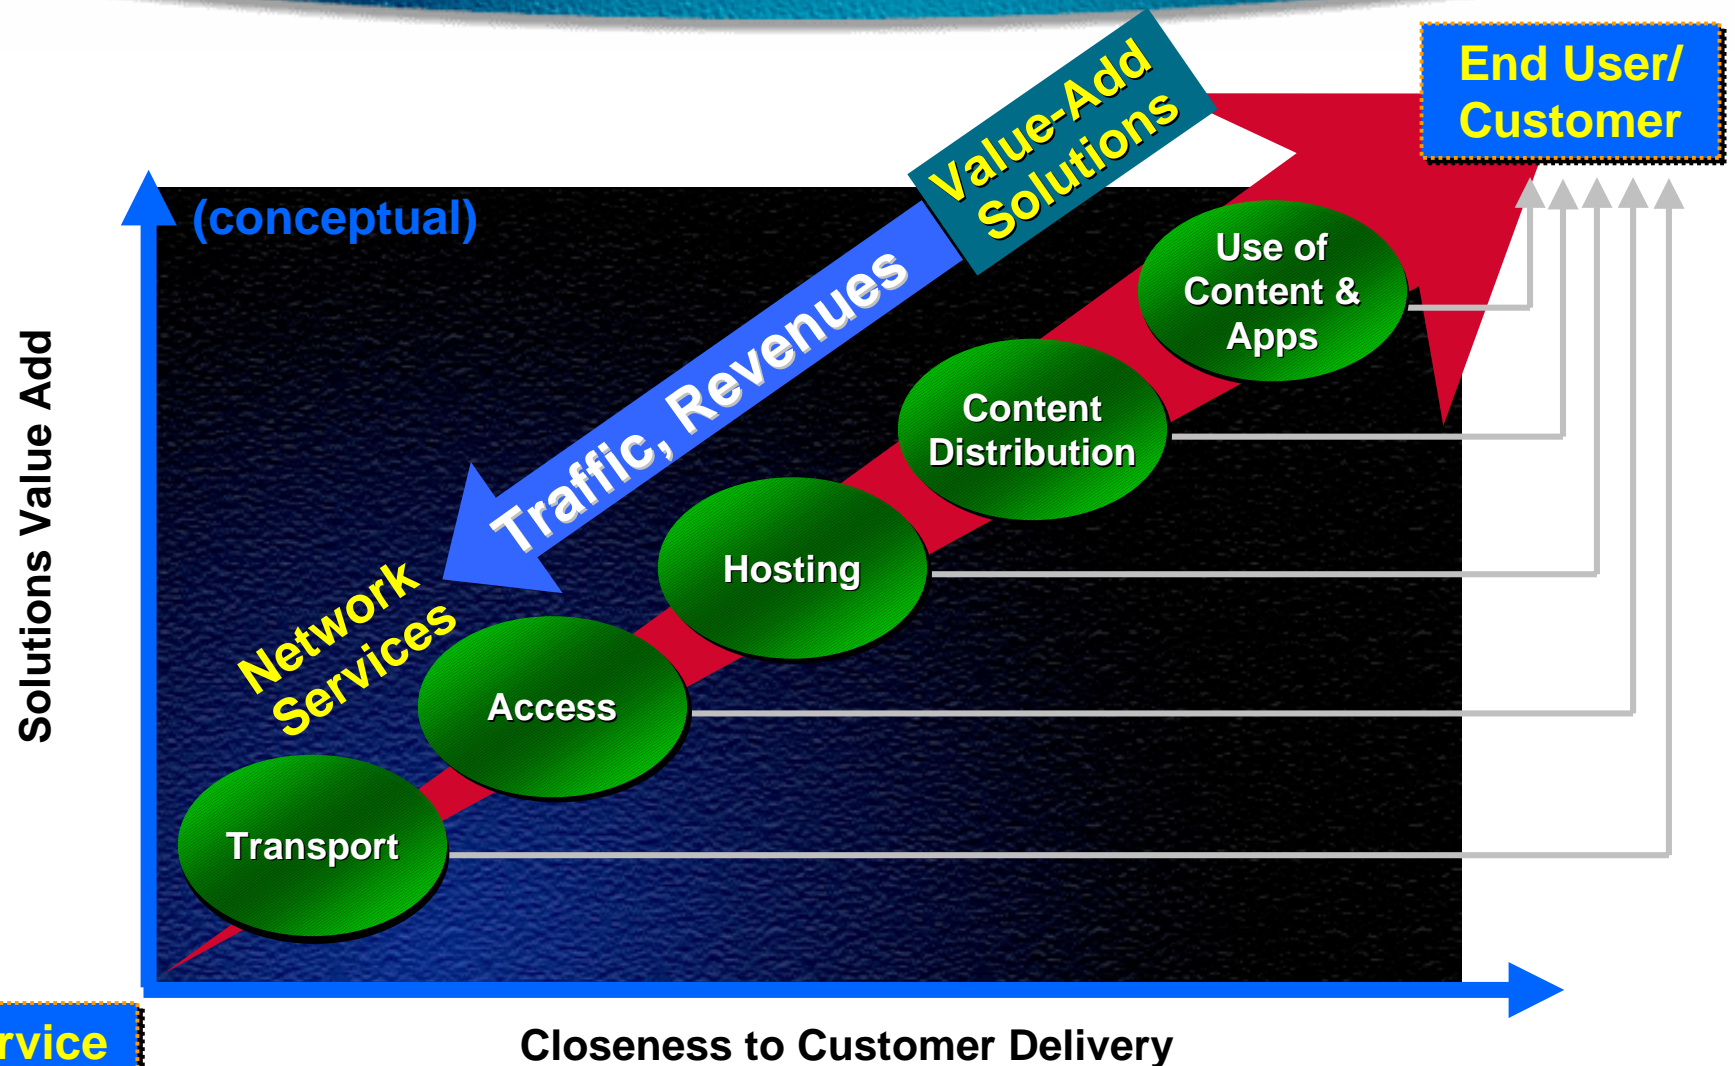 End User/
Customer
Value-Add
Solutions
(conceptual)
Use of
Content &
Apps
Traffic, Revenues
Content
Distribution
Hosting
Network
Services
Access
Transport
Solutions Value Add
Closeness to Customer Delivery
rvice